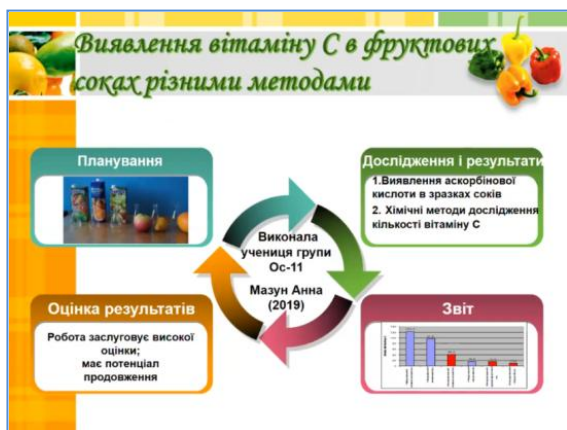 Виявлення вітаміну С в фруктових
соках різними методами
Планування
Дослідження і результати
1.Виявлення аскорбінової
кислоти в зразках соків
2. Хімічні методи дослідження
кількості вітаміну С
Виконала
учениця групи
Ос-11
Мазун Анна
(2019)
Оцінка результатів
Робота заслуговує високої
оцінки;
має потенціал
продовження
Звіт